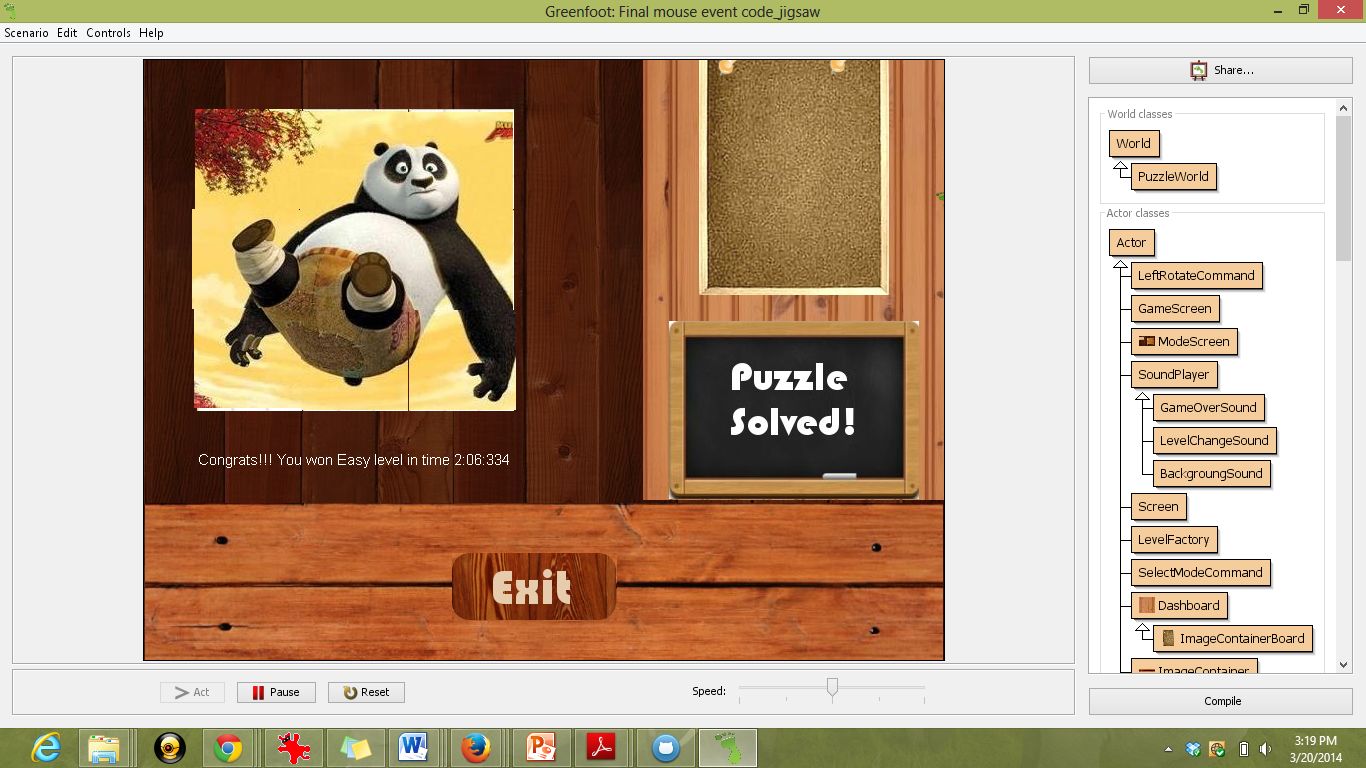 Greenfoot: Final mouse event code_jigsaw
Scenario Edit Controls Help
Share...
World classes
World
PuzzleWorld
Actor classes
Actor
LeftRotateCommand
GameScreen
ModeScreen
SoundPlayer
GameOverSound
LevelChangeSound
BackgroungSound
Screen
LevelFactory
SelectModeCommand
Dashboard
ImageContainerBoard
ImageContainer
Puzzle
Solved!
Congrats!!! You won Easy level in time 2:06:334
Exit
Act Pause Reset Speed:
Compile
3:19 PM
3/20/2014